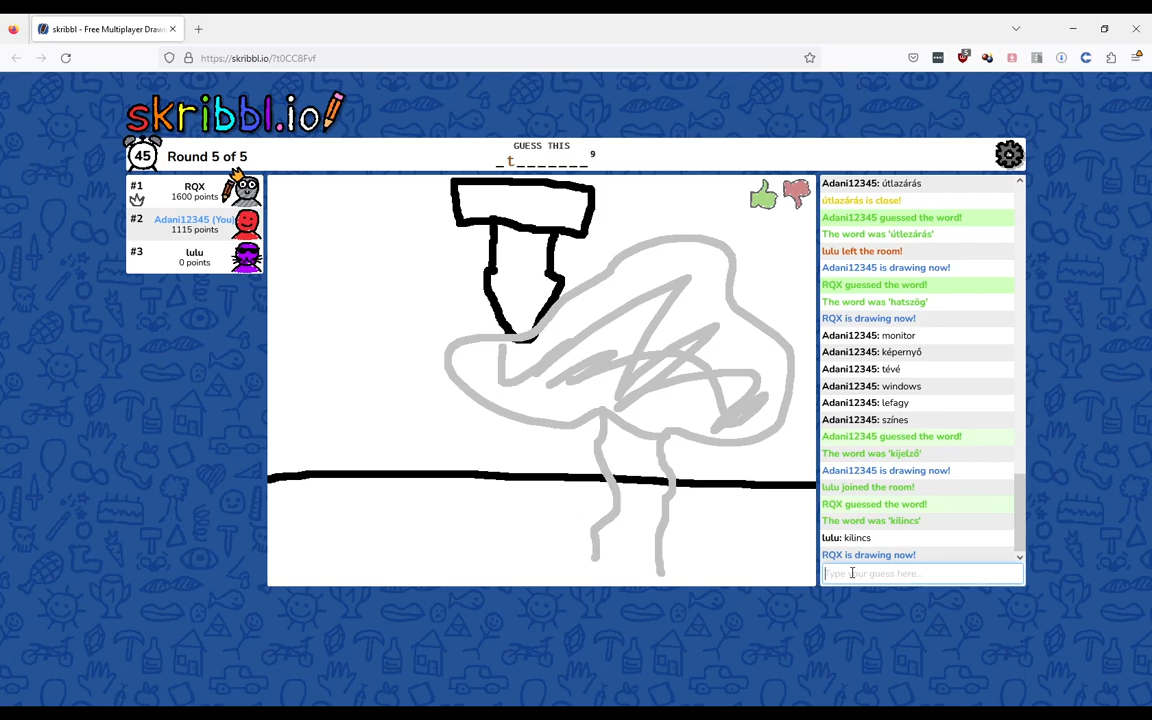 skribbl - Free Multiplayer Drawi
https://skribbl.io/?t0CC8Fvf
5
skribbl.io
45
Round 5 of 5
GUESS THIS
_t_______ 9
#1
RQX
1600 points
#2
Adani12345 (You)
1115 points
#3
lulu
0 points
Adani12345: útlazárás
útlazárás is close!
Adani12345 guessed the word!
The word was 'útlezárás'
lulu left the room!
Adani12345 is drawing now!
RQX guessed the word!
The word was 'hatszög'
RQX is drawing now!
Adani12345: monitor
Adani12345: képernyő
Adani12345: tévé
Adani12345: windows
Adani12345: lefagy
Adani12345: színes
Adani12345 guessed the word!
The word was 'kijelző'
Adani12345 is drawing now!
lulu joined the room!
RQX guessed the word!
The word was 'kilincs'
lulu: kilincs
RQX is drawing now!
Type your guess here...